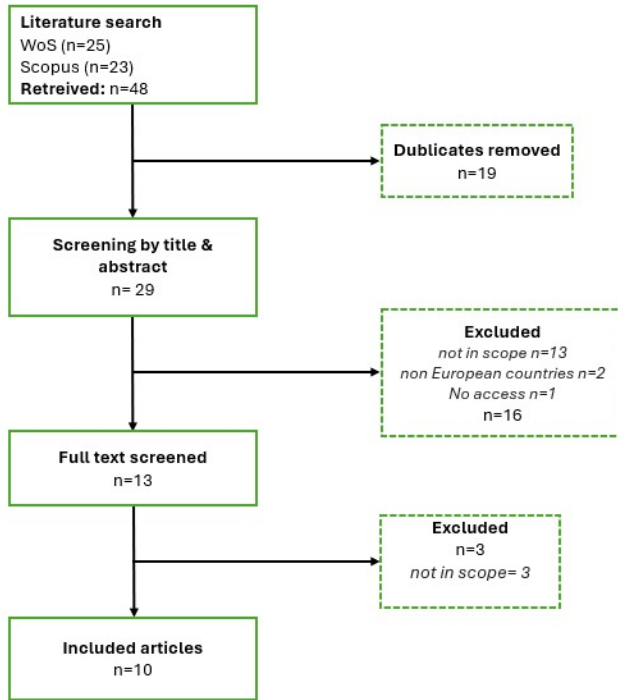 Literature search
WoS (n=25)
Scopus (n=23)
Retreived: n=48
Dublicates removed
n=19
Screening by title &
abstract
n= 29
Excluded
not in scope n=13
non European countries n=2
No access n=1
n=16
Full text screened
n=13
Excluded
n=3
not in scope= 3
Included articles
n=10